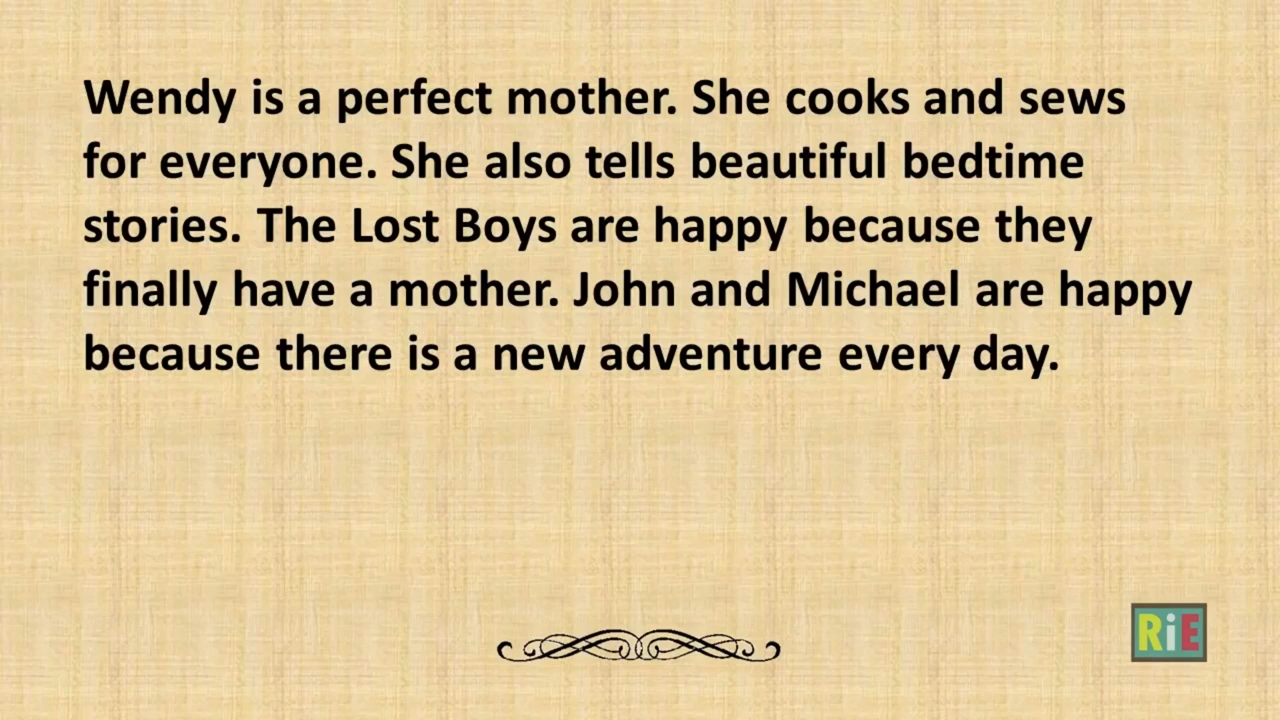 Wendy is a perfect mother. She cooks and sews
for everyone. She also tells beautiful bedtime
stories. The Lost Boys are happy because they
finally have a mother. John and Michael are happy
because there is a new adventure every day.
RiE